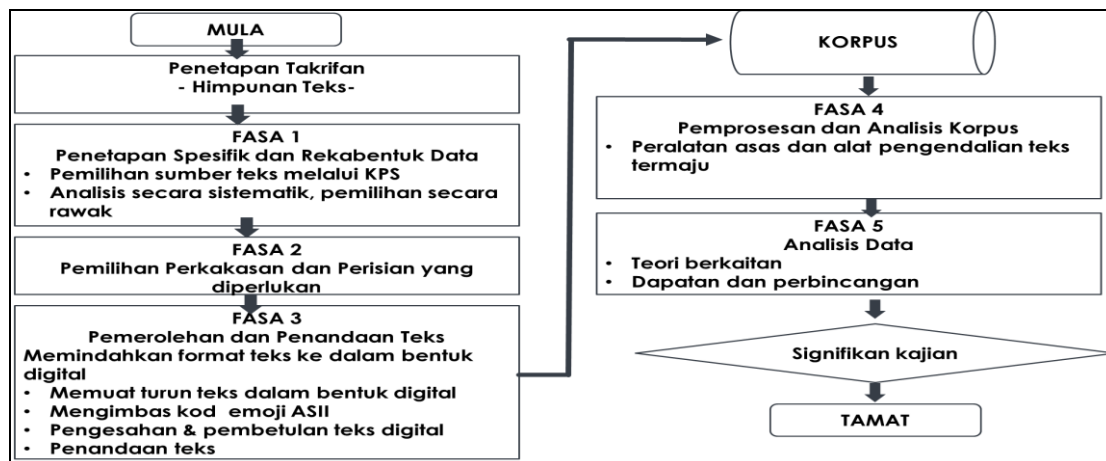 MULA
Penetapan Takrifan
- Himpunan Teks-
FASA 1
Penetapan Spesifik dan Rekabentuk Data
• Pemilihan sumber teks melalui KPS
• Analisis secara sistematik, pemilihan secara
rawak
FASA 2
Pemilihan Perkakasan dan Perisian yang
diperlukan
FASA 3
Pemerolehan dan Penandaan Teks
Memindahkan format teks ke dalam bentuk
digital
• Memuat turun teks dalam bentuk digital
• Mengimbas kod emoji ASII
• Pengesahan & pembetulan teks digital
• Penandaan teks
KORPUS
FASA 4
Pemprosesan dan Analisis Korpus
• Peralatan asas dan alat pengendalian teks
termaju
FASA 5
Analisis Data
• Teori berkaitan
• Dapatan dan perbincangan
Signifikan kajian
TAMAT